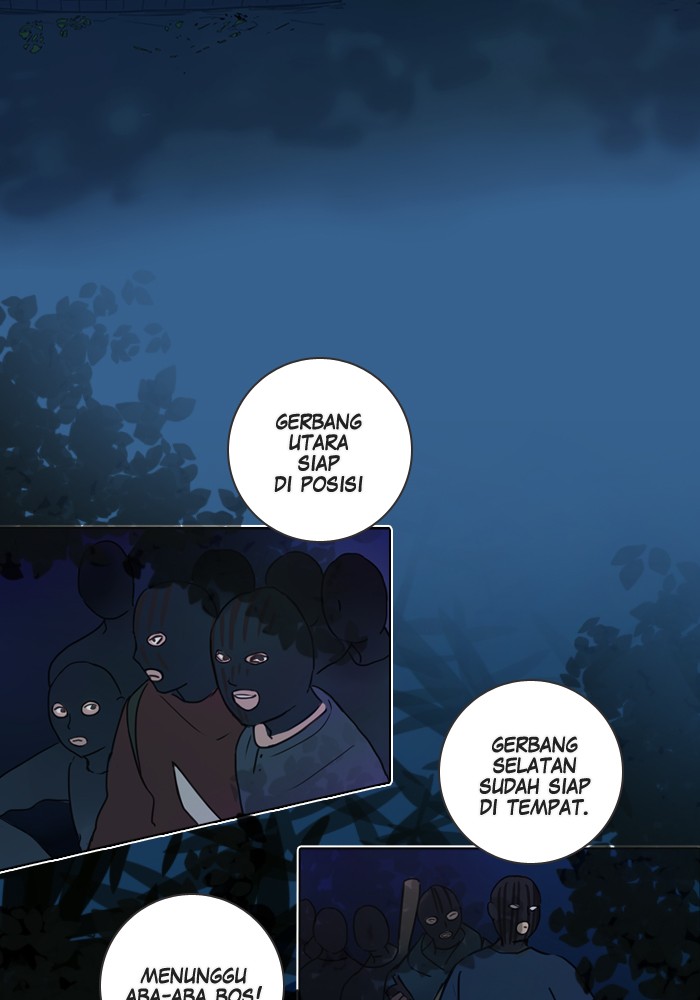 GERBANG
UTARA
SIAP
DI POSISI
GERBANG
SELATAN
SUDAH SIAP
DI TEMPAT.
MENUNGGU
ABA-ABA BOS!